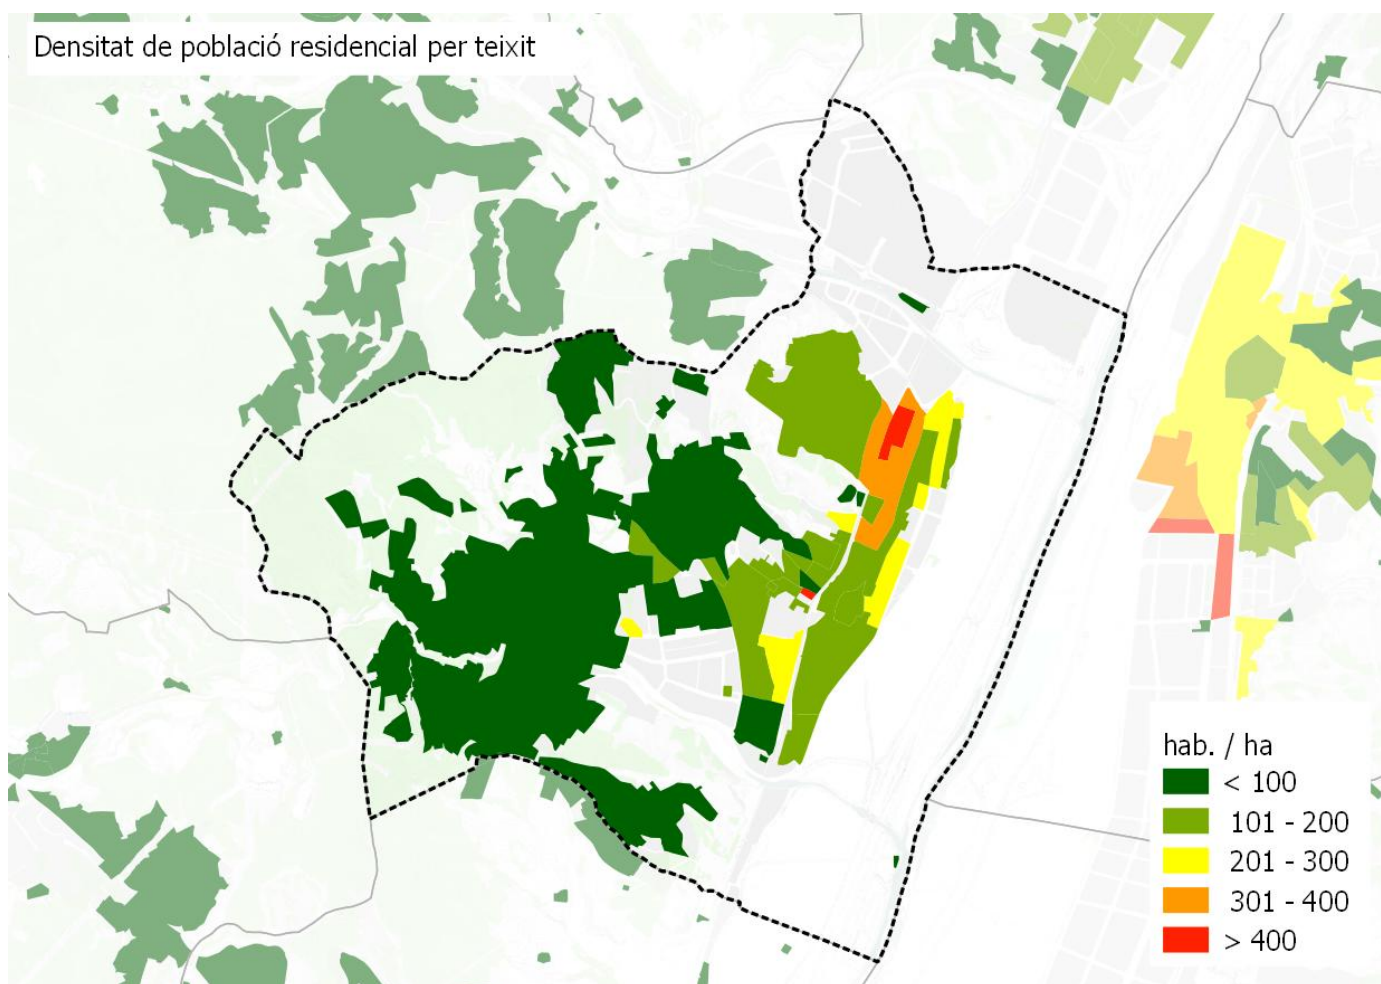 Densitat de població residencial per teixit
hab. / ha
< 100
101 - 200
201 - 300
301 - 400
> 400